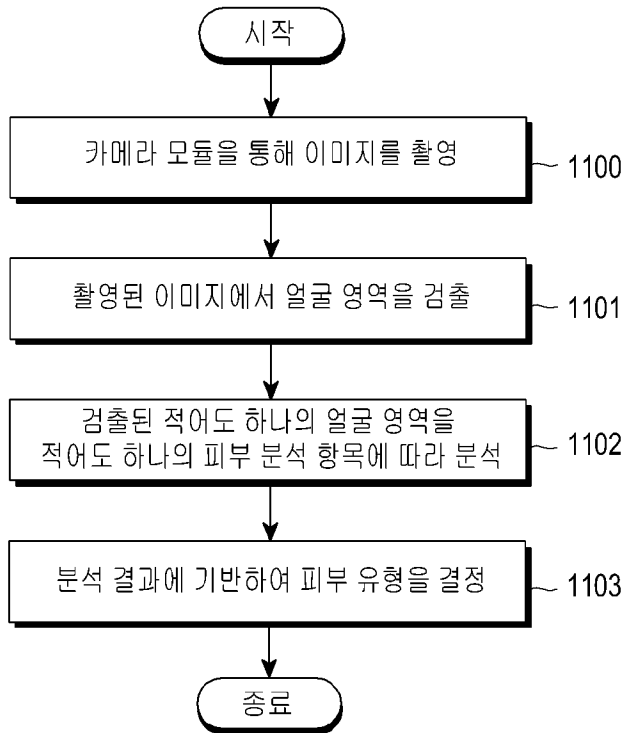 시작
카메라 모듈을 통해 이미지를 촬영
1100
촬영된 이미지에서 얼굴 영역을 검출
1101
검출된 적어도 하나의 얼굴 영역을
적어도 하나의 피부 분석 항목에 따라 분석
1102
분석 결과에 기반하여 피부 유형을 결정
1103
종료